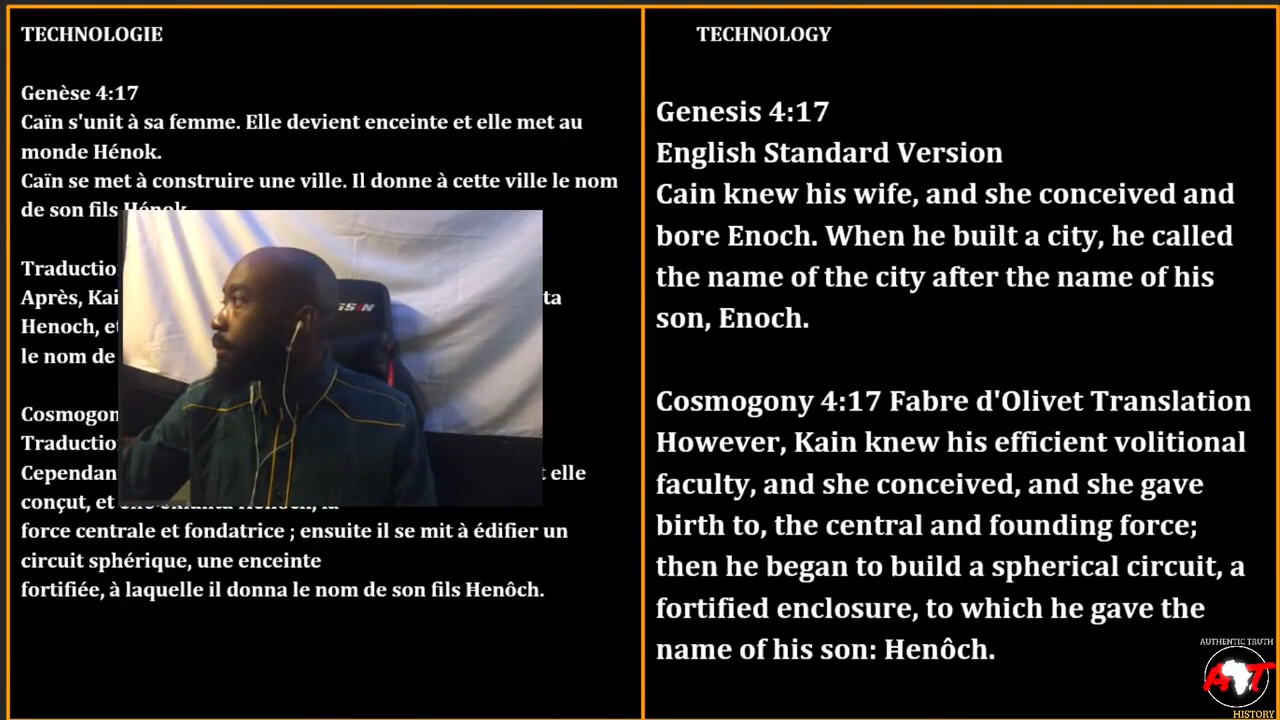 TECHNOLOGIE
Genèse 4:17
Caïn s'unit à sa femme. Elle devient enceinte et elle met au
monde Hénok.
Caïn se met à construire une ville. Il donne à cette ville le nom
de son fils Hénok
Après,
Henoch,
le nom de
elle
conçut, et
force centrale et fondatrice ; ensuite il se mit à édifier un
circuit sphérique, une enceinte
fortifiée, à laquelle il donna le nom de son fils Henôch.
TECHNOLOGY
Genesis 4:17
English Standard Version
Cain knew his wife, and she conceived and
bore Enoch. When he built a city, he called
the name of the city after the name of his
son, Enoch.
Cosmogony 4:17 Fabre d'Olivet Translation
However, Kain knew his efficient volitional
faculty, and she conceived, and she gave
birth to, the central and founding force;
then he began to build a spherical circuit, a
fortified enclosure, to which he gave the
name of his son: Henôch.
AUTHENTIC TRUTH
AT
HISTORY